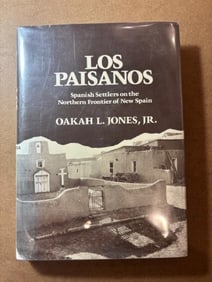 LOS
PAISANOS
Spanish Settlers on the
Northern Frontier of New Spain
OAKAH L. JONES, JR.